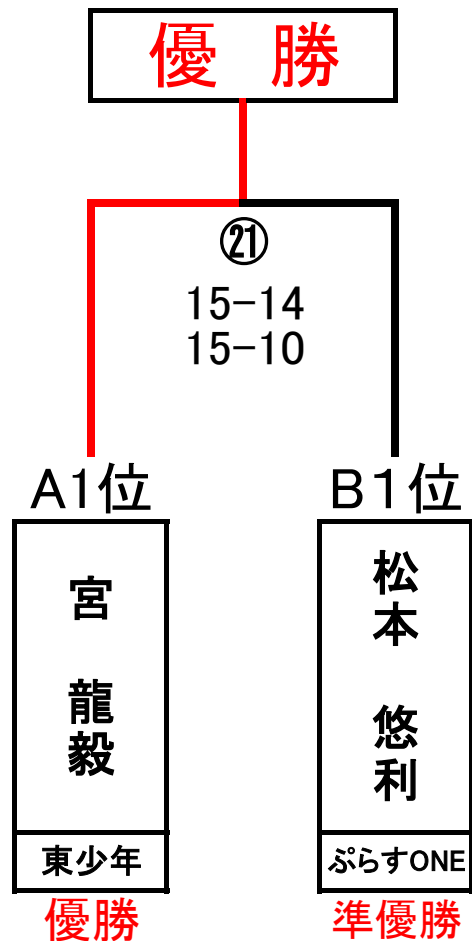 優 勝
㉑
15-14
15-10
A1位
B1位
宮 龍毅
松本 悠利
東少年
ぷらすONE
優勝
準優勝